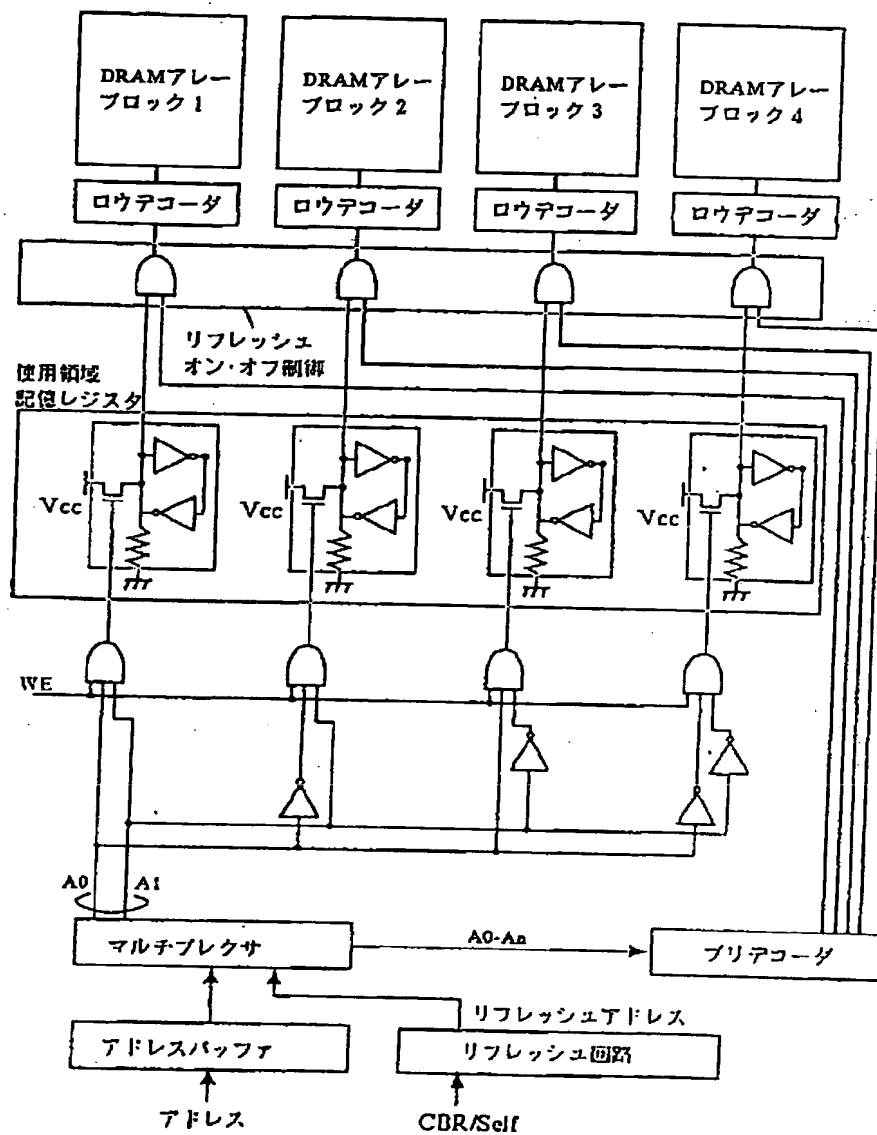 DRAMアレー
ブロック1
DRAMアレー
ブロック2
DRAMアレー
ブロック3
DRAMアレー
ブロック4
ロウデコーダ
ロウデコーダ
ロウデコーダ
ロウデコーダ
リフレッシュ
オン・オフ制御
使用領域
記憶レジスタ
Vcc
Vcc
Vcc
Vcc
WE
A0
A1
マルチプレクサ
A0-An
プリデコーダ
リフレッシュアドレス
アドレスバッファ
リフレッシュ回路
アドレス
CBR/Self